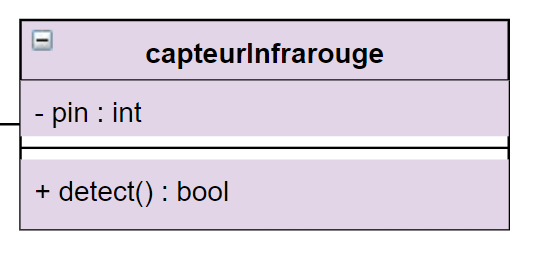 capteurInfrarouge
- pin : int
+ detect() : bool